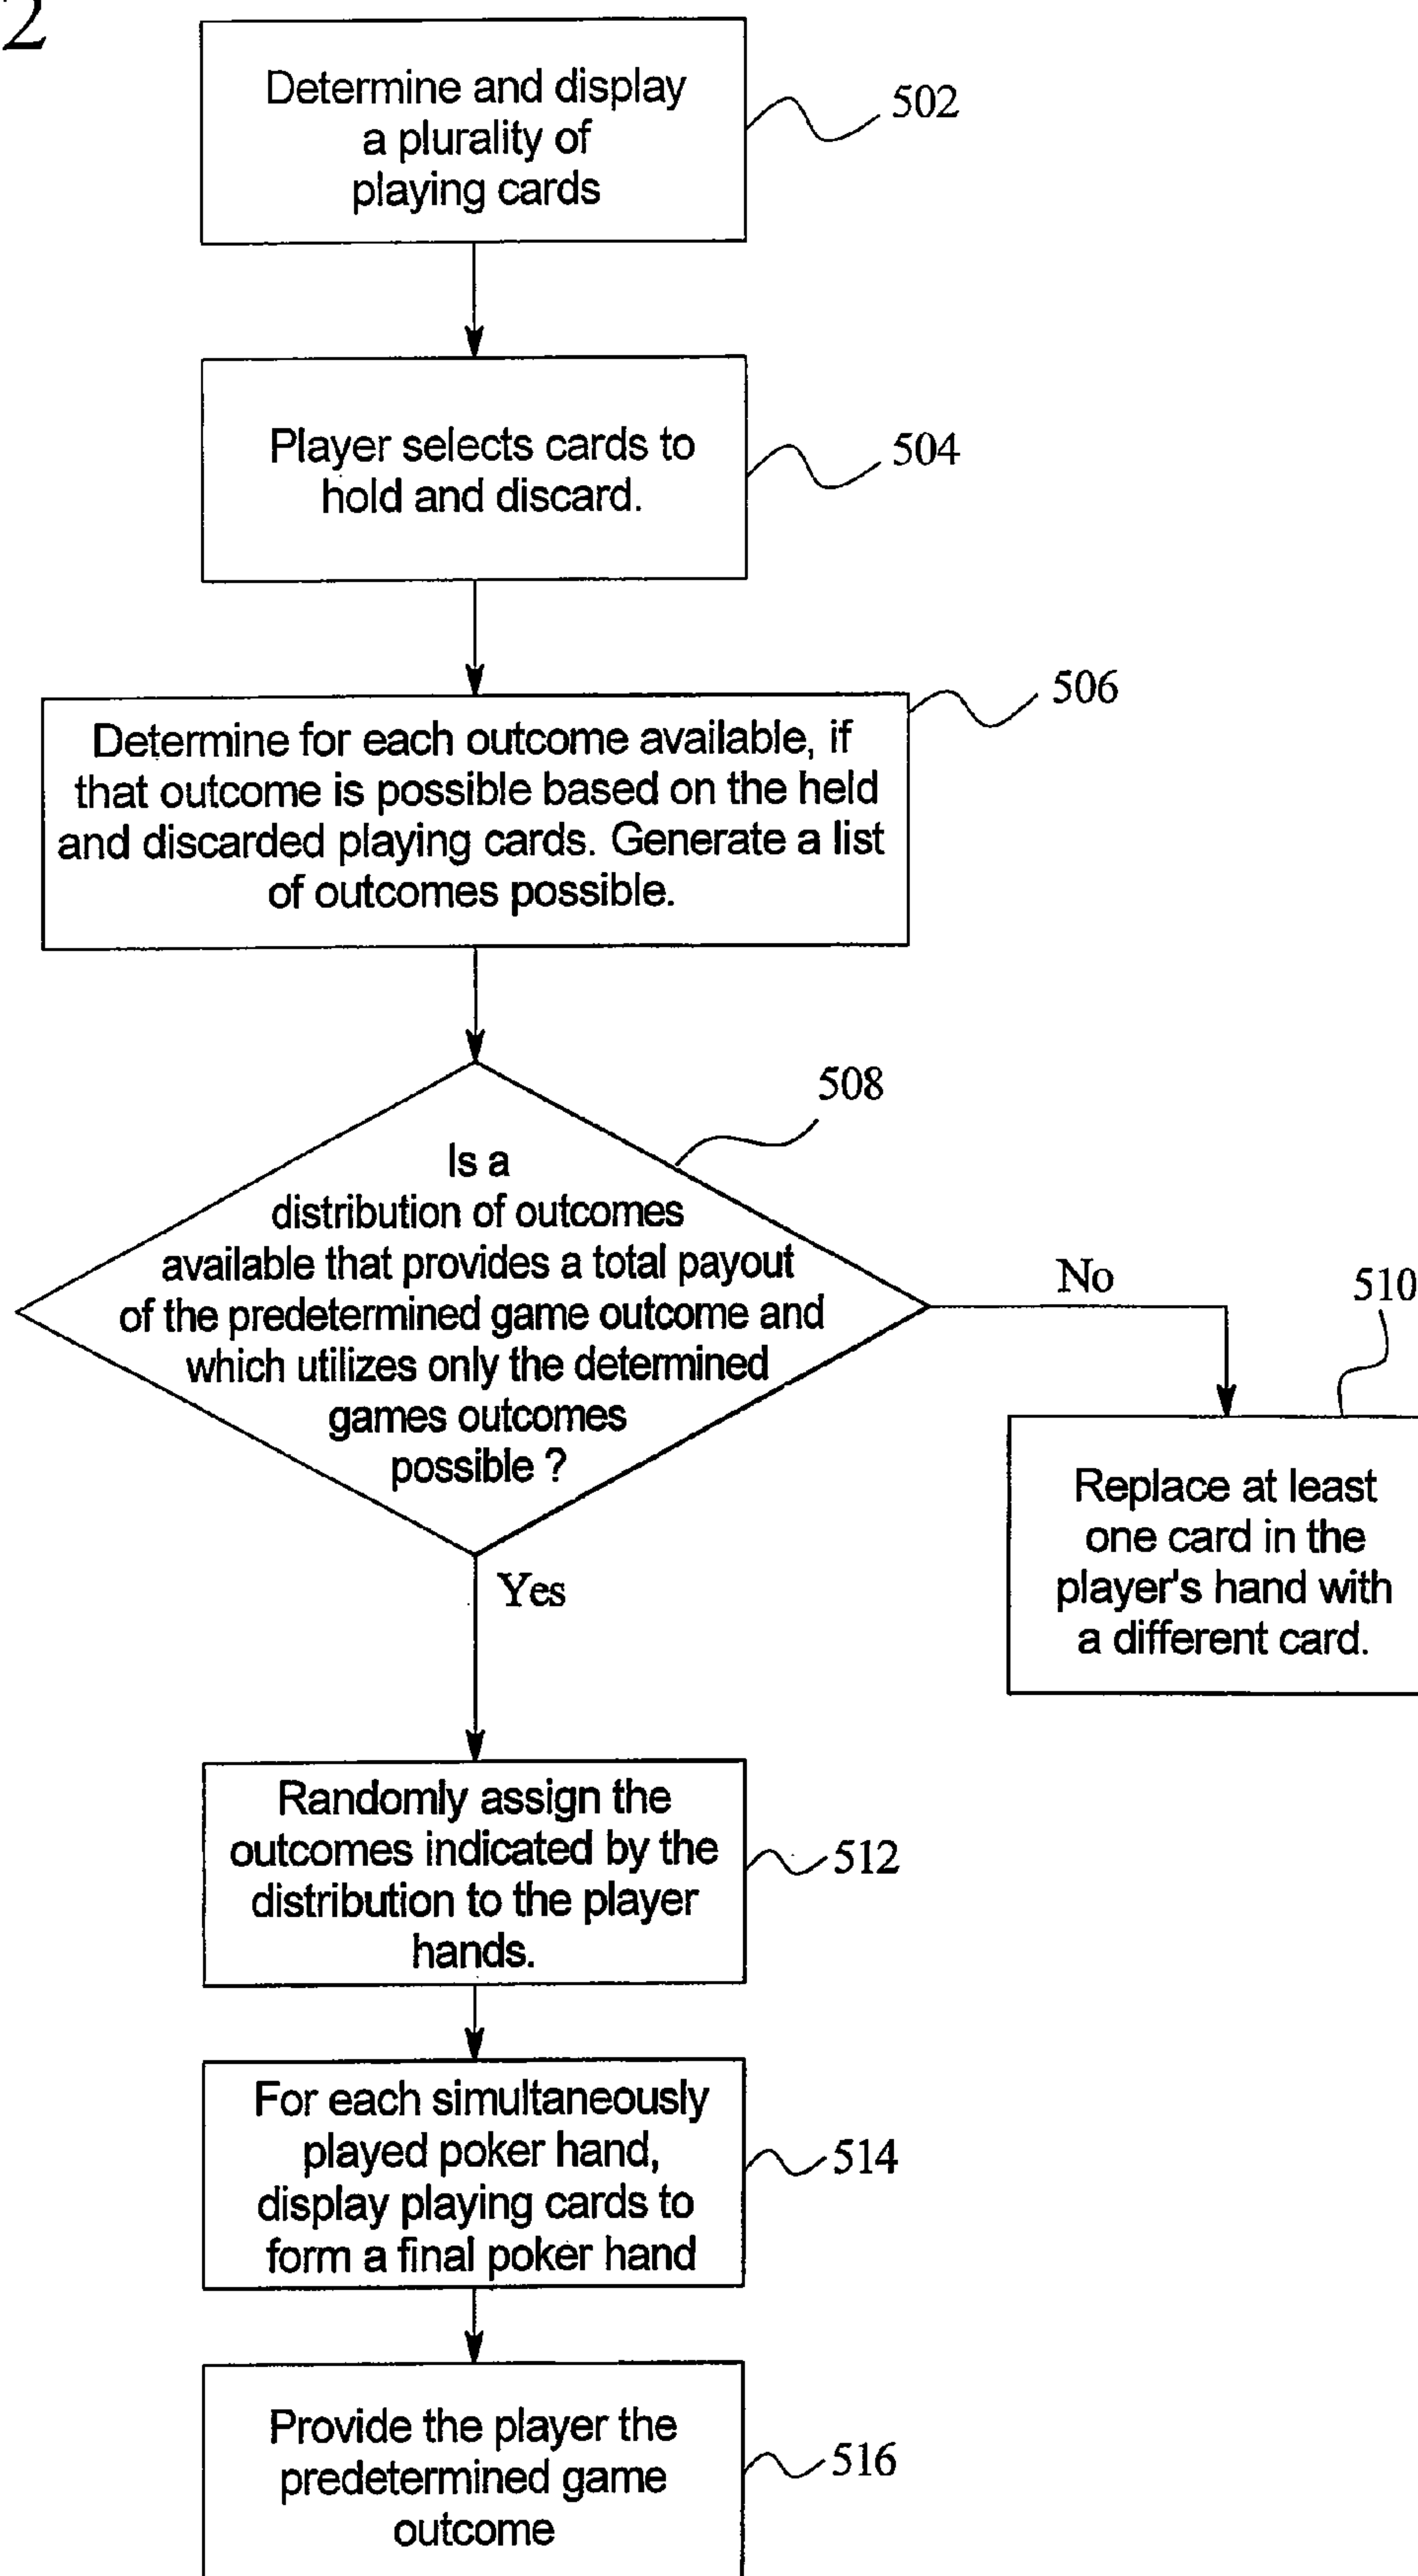 2
Determine and display
a plurality of
playing cards
502
Player selects cards to
hold and discard.
504
506
Determine for each outcome available, if
that outcome is possible based on the held
and discarded playing cards. Generate a list
of outcomes possible.
508
Is a
distribution of outcomes
available that provides a total payout
of the predetermined game outcome and
which utilizes only the determined
games outcomes
possible ?
No
510
Replace at least
one card in the
player's hand with
a different card.
Yes
Randomly assign the
outcomes indicated by the
distribution to the player
hands.
512
For each simultaneously
played poker hand,
display playing cards to
form a final poker hand
514
Provide the player the
predetermined game
outcome
516